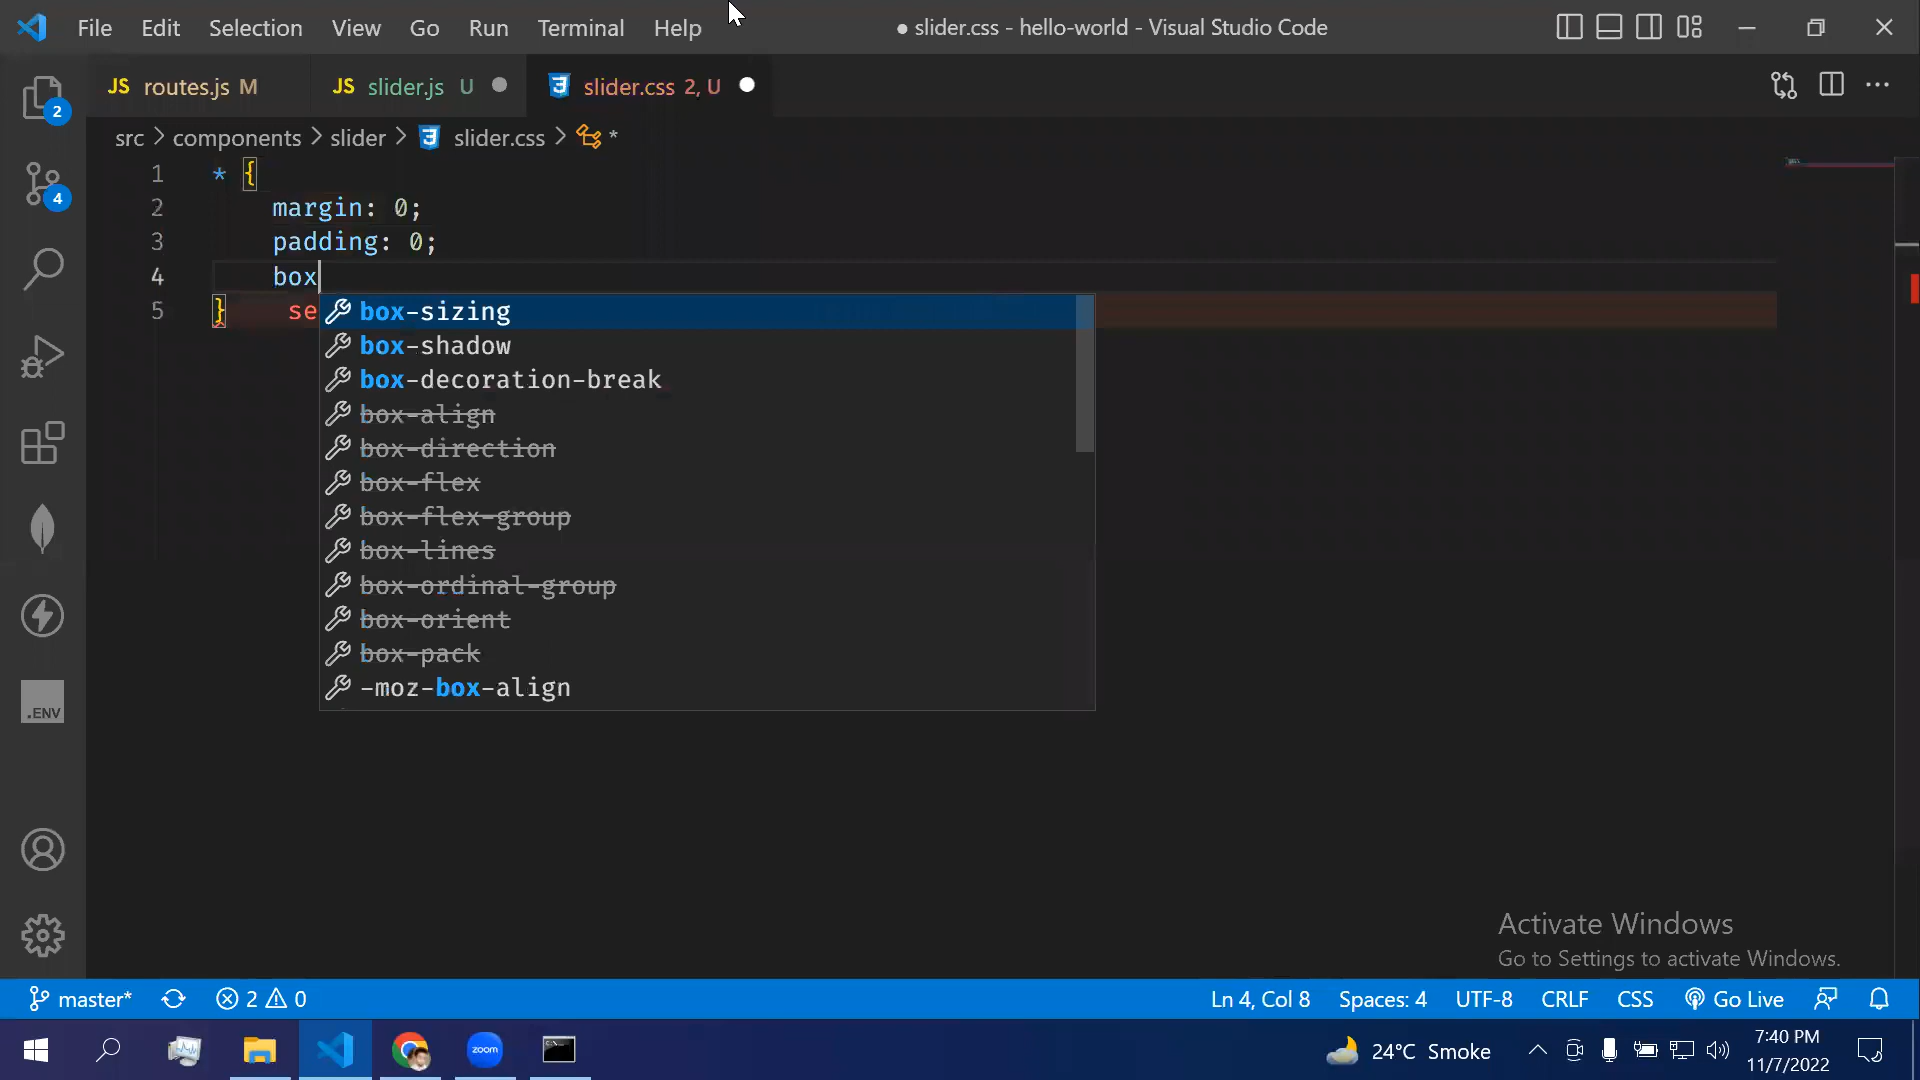 File Edit Selection View Go Run Terminal Help
● slider.css - hello-world - Visual Studio Code
JS routes.js M
JS slider.js U
slider.css 2, U
src > components > slider > slider.css > *
1 * {
2 margin: 0;
3 padding: 0;
4 box
5 } se
box-sizing
box-shadow
box-decoration-break
box-align
box-direction
box-flex
box-flex-group
box-lines
box-ordinal-group
box-orient
box-pack
-moz-box-align
2
4
.ENV
Activate Windows
Go to Settings to activate Windows.
master* 2 0
Ln 4, Col 8 Spaces: 4 UTF-8 CRLF CSS Go Live
zoom
24°C Smoke
7:40 PM
11/7/2022